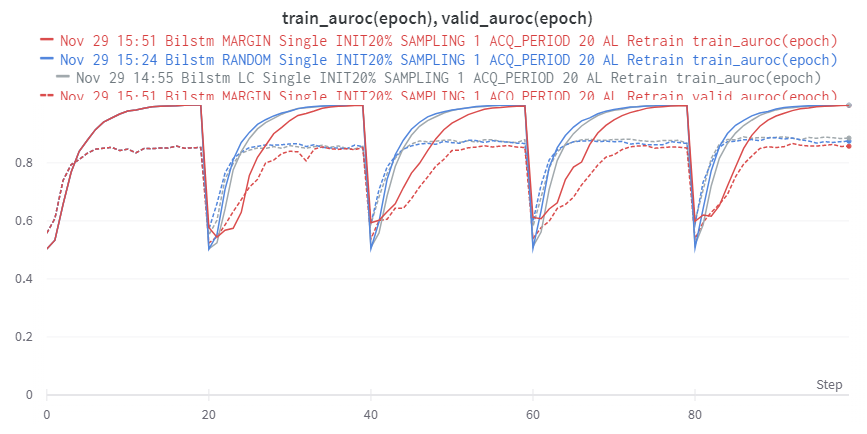 train_auroc(epoch), valid_auroc(epoch)
Nov 29 15:51 Bilstm MARGIN Single INIT20% SAMPLING 1 ACQ_PERIOD 20 AL Retrain train_auroc(epoch)
Nov 29 15:24 Bilstm RANDOM Single INIT20% SAMPLING 1 ACQ_PERIOD 20 AL Retrain train_auroc(epoch)
Nov 29 14:55 Bilstm LC Single INIT20% SAMPLING 1 ACQ_PERIOD 20 AL Retrain train_auroc(epoch)
Nov 29 15:51 Bilstm MARGIN Single INIT20% SAMPLING 1 ACQ_PERIOD 20 AL Retrain valid_auroc(epoch)
0.8
0.6
0.4
0.2
Step
0
0 20 40 60 80